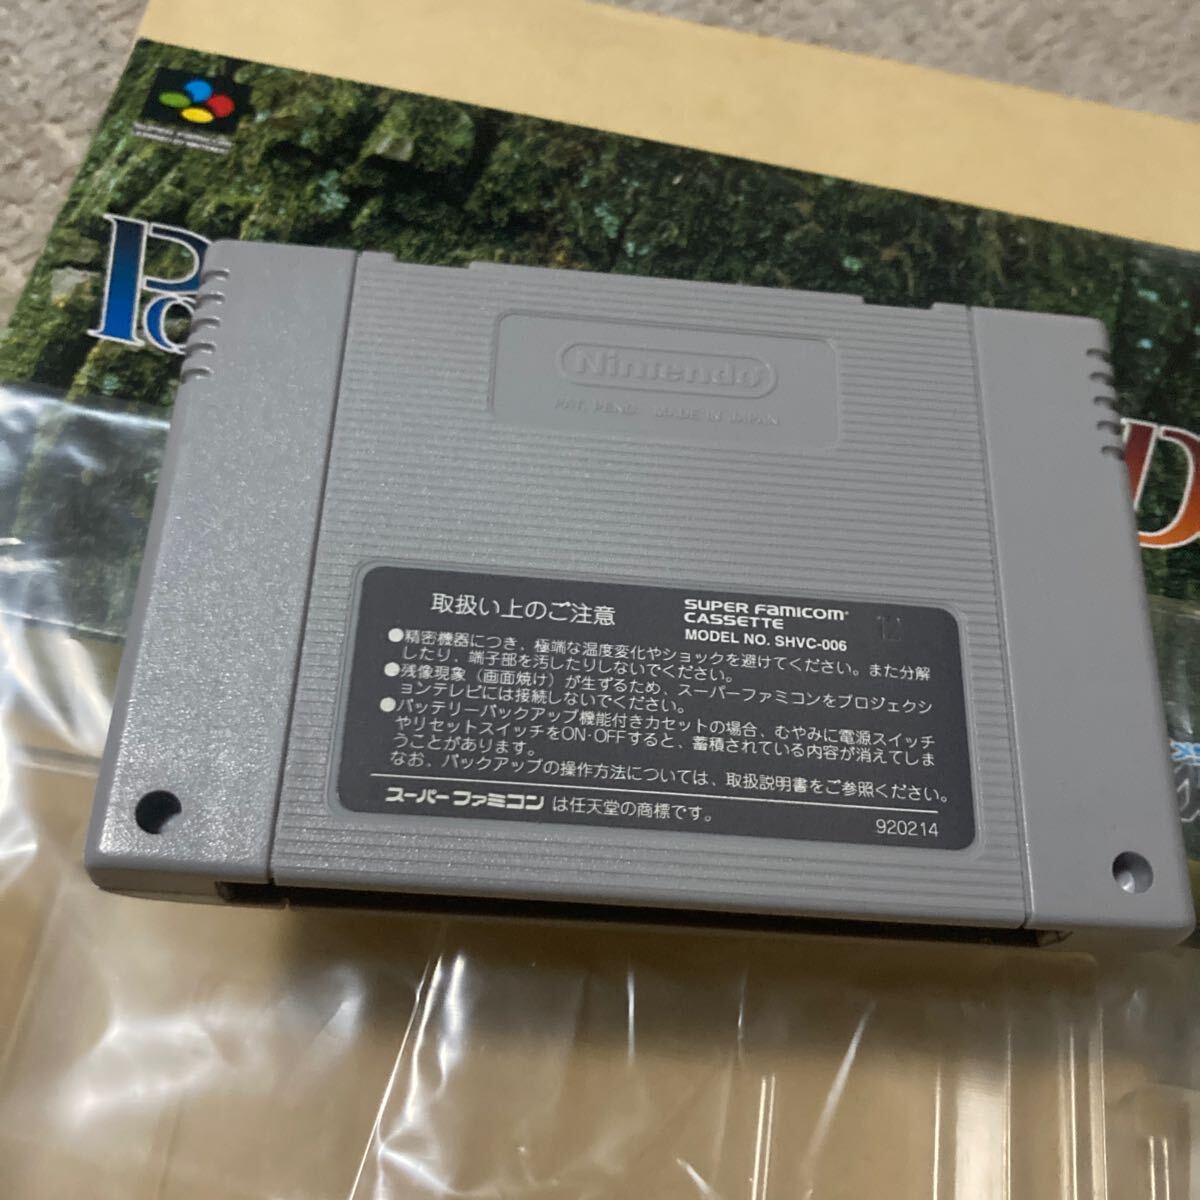 SUPER FAMICOM
P
D
Nintendo
PAT. PEND. MADE IN JAPAN
取扱い上のご注意
SUPER Famicom
CASSETTE
MODEL NO. SHVC-006
12
●精密機器につき、極端な温度変化やショックを避けてください。また分解
したり、端子部を汚したりしないでください。
●残像現象（画面焼け）が生ずるため、スーパーファミコンをプロジェクシ
ョンテレビには接続しないでください。
●バッテリーバックアップ機能付きカセットの場合、むやみに電源スイッチ
やリセットスイッチをON・OFFすると、蓄積されている内容が消えてしま
うことがあります。
なお、バックアップの操作方法については、取扱説明書をご参照ください。
スーパーファミコンは任天堂の商標です。
920214